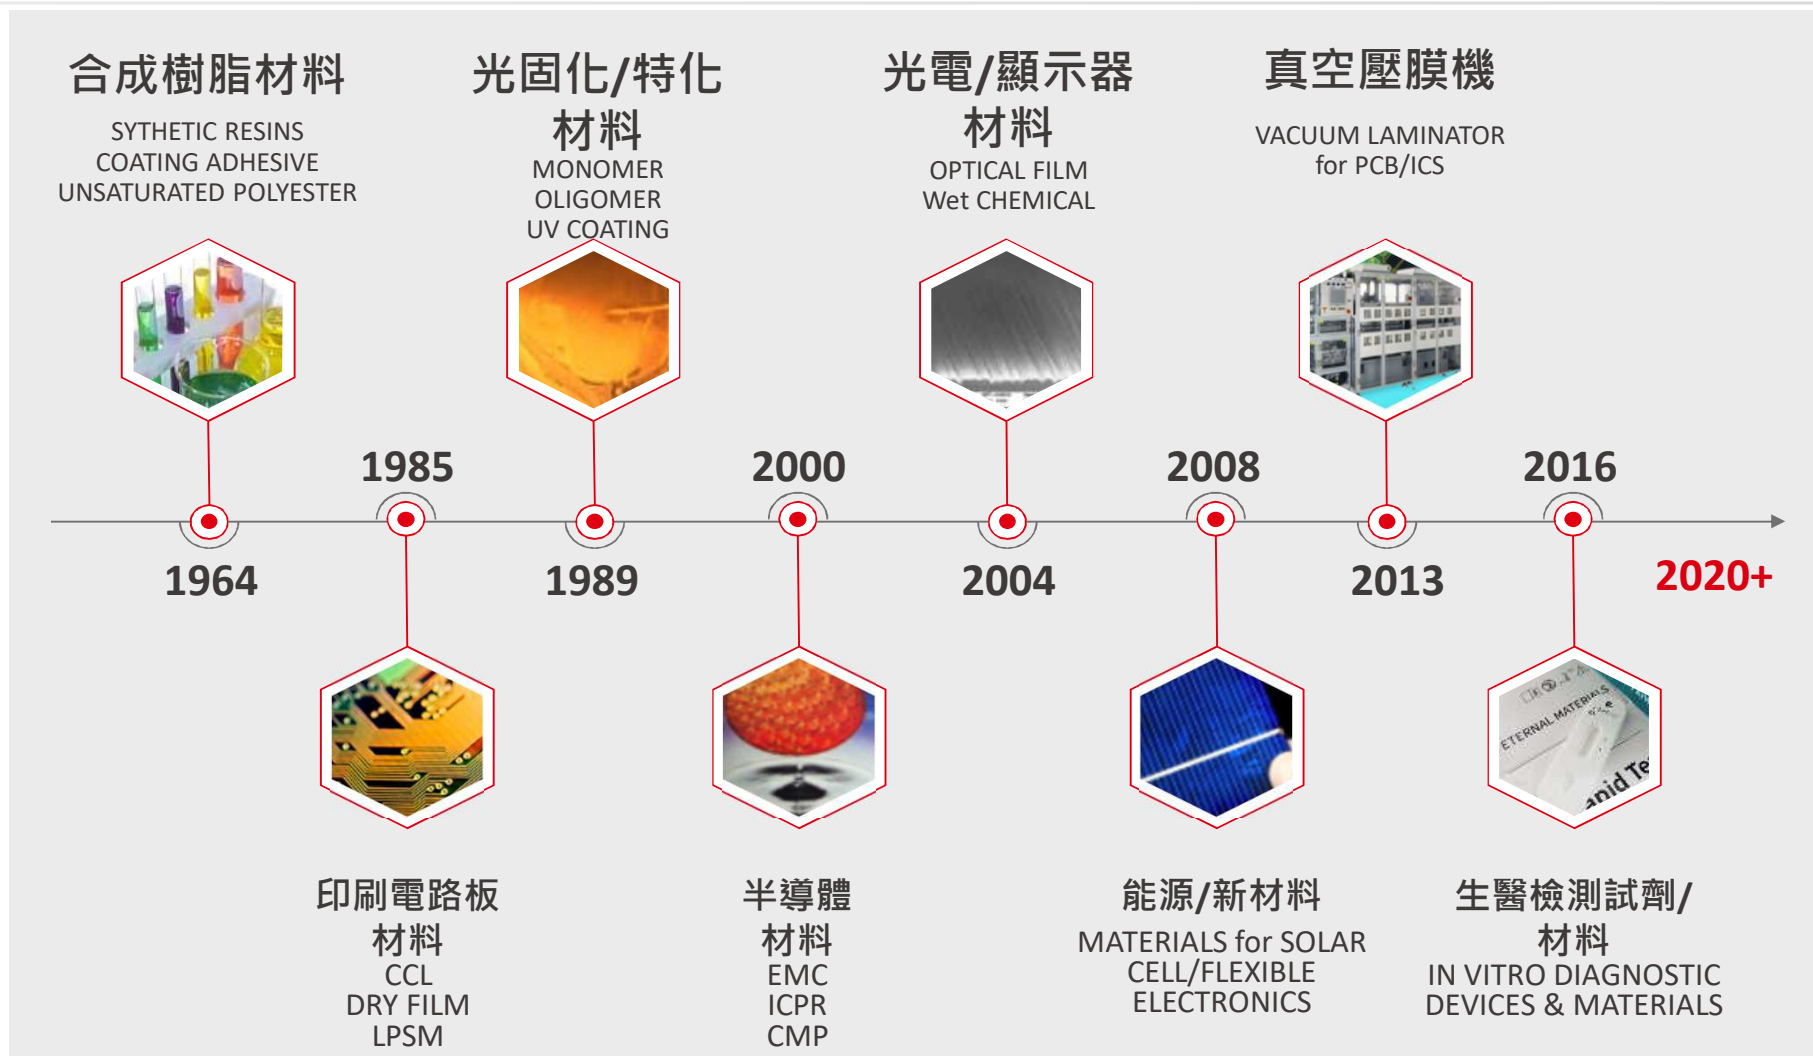 合成樹脂材料
SYTHETIC RESINS
COATING ADHESIVE
UNSATURATED POLYESTER
光固化/特化
材料
MONOMER
OLIGOMER
UV COATING
光電/顯示器
材料
OPTICAL FILM
Wet CHEMICAL
真空壓膜機
VACUUM LAMINATOR
for PCB/ICS
1985
2000
2008
2016
1964
1989
2004
2013
2020+
印刷電路板
材料
CCL
DRY FILM
LPSM
半導體
材料
EMC
ICPR
CMP
能源/新材料
MATERIALS for SOLAR
CELL/FLEXIBLE
ELECTRONICS
ETERNAL MATERIALS
生醫檢測試劑/
材料
IN VITRO DIAGNOSTIC
DEVICES & MATERIALS